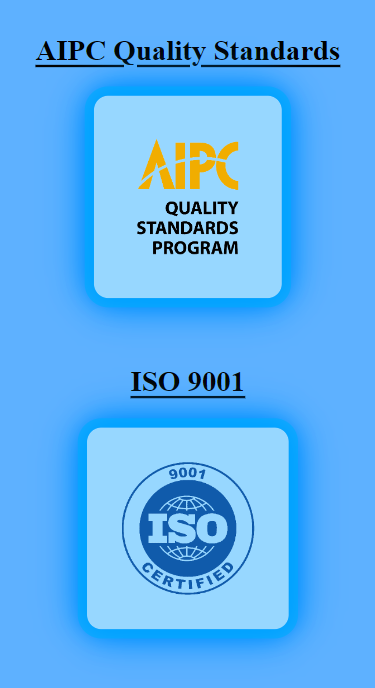 AIPC Quality Standards
AIPC
QUALITY
STANDARDS
PROGRAM
ISO 9001
9001
ISO
CERTIFIED